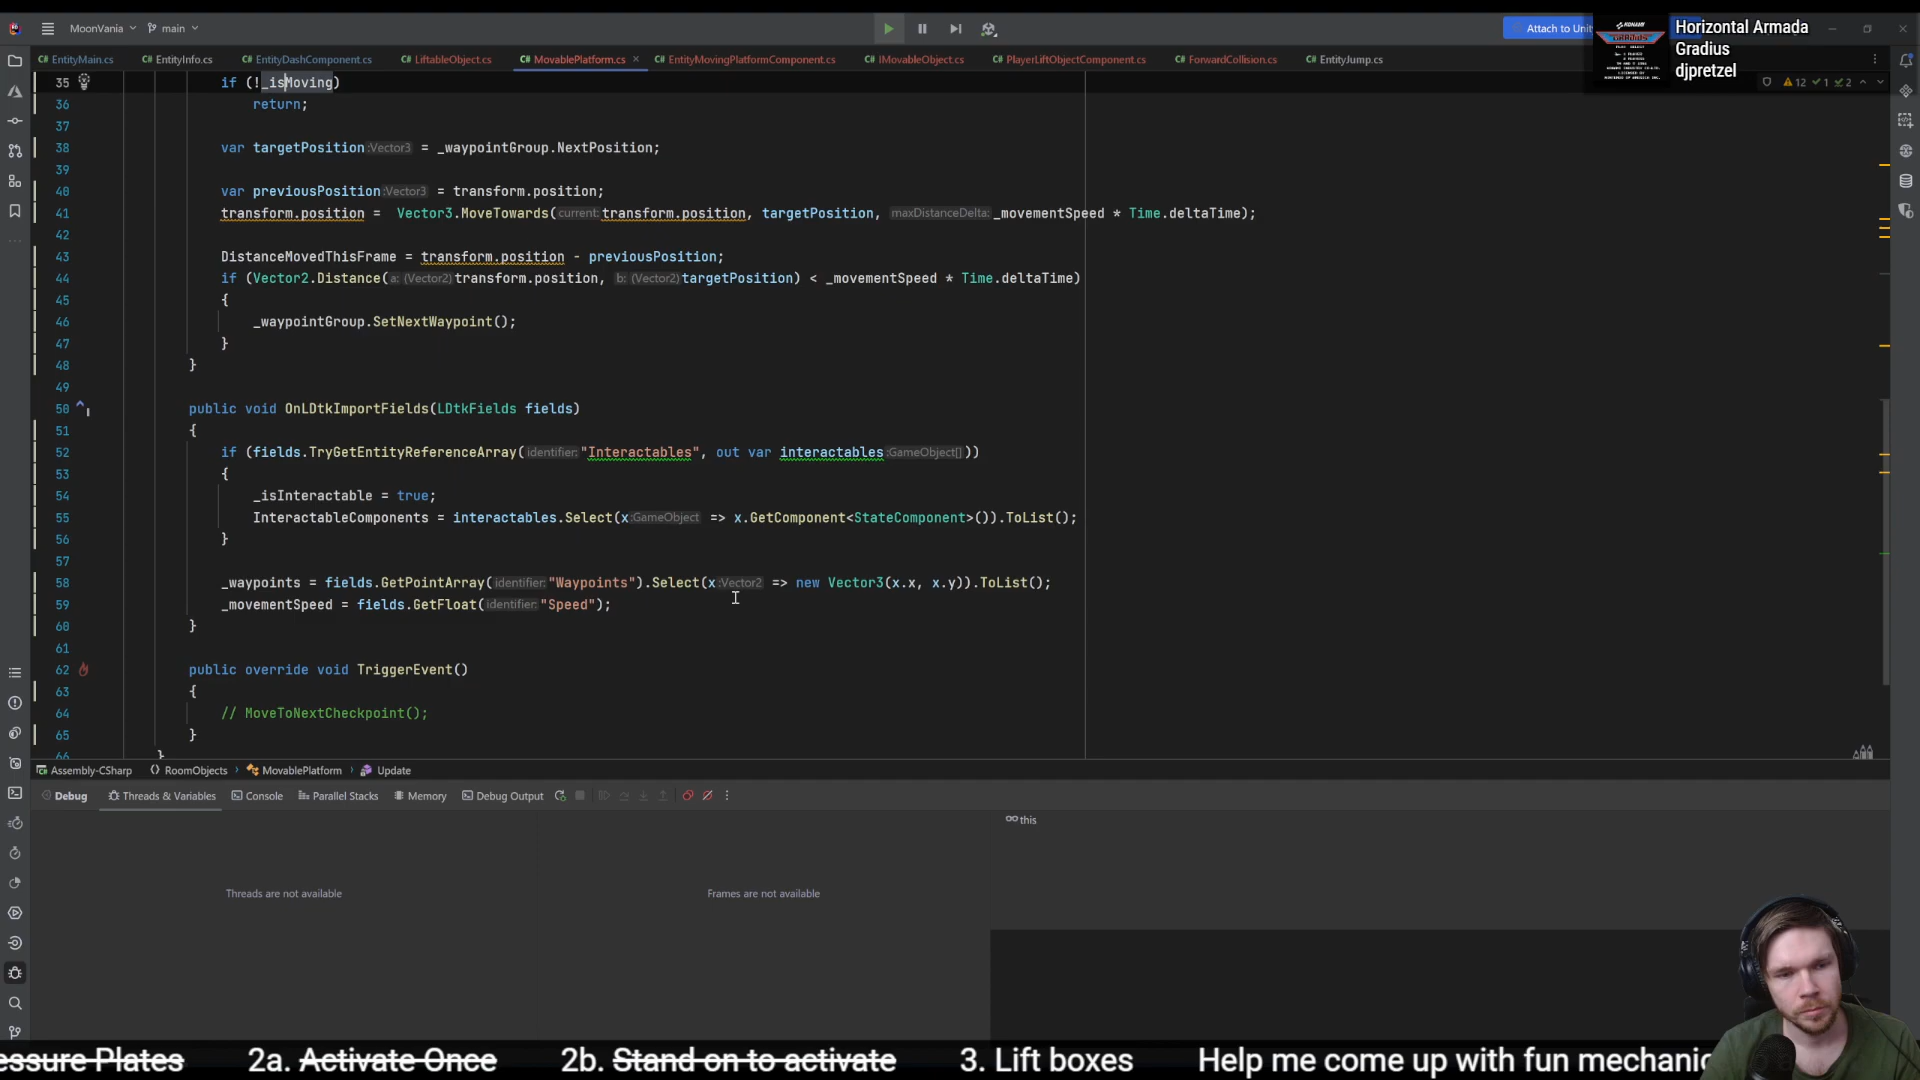 MoonVania
main
Attach to Unit
Horizontal Armada
Gradius
djpretzel
EntityMain.cs
EntityInfo.cs
EntityDashComponent.cs
LiftableObject.cs
MovablePlatform.cs
EntityMovingPlatformComponent.cs
IMovableObject.cs
PlayerLiftObjectComponent.cs
ForwardCollision.cs
EntityJump.cs
12 1 2
35 if (!_isMoving)
36 return;
37
38 var targetPosition :Vector3 = _waypointGroup.NextPosition;
39
40 var previousPosition :Vector3 = transform.position;
41 transform.position =  Vector3.MoveTowards( current: transform.position, targetPosition, maxDistanceDelta: _movementSpeed * Time.deltaTime);
42
43 DistanceMovedThisFrame = transform.position - previousPosition;
44 if (Vector2.Distance( a: (Vector2) transform.position, b: (Vector2) targetPosition) < _movementSpeed * Time.deltaTime)
45 {
46 _waypointGroup.SetNextWaypoint();
47 }
48 }
49
50 public void OnLDtkImportFields(LDtkFields fields)
51 {
52 if (fields.TryGetEntityReferenceArray( identifier: "Interactables", out var interactables :GameObject[] ))
53 {
54 _isInteractable = true;
55 InteractableComponents = interactables.Select(x :GameObject => x.GetComponent<StateComponent>()).ToList();
56 }
57
58 _waypoints = fields.GetPointArray( identifier: "Waypoints").Select(x :Vector2 => new Vector3(x.x, x.y)).ToList();
59 _movementSpeed = fields.GetFloat( identifier: "Speed");
60 }
61
62 public override void TriggerEvent()
63 {
64 // MoveToNextCheckpoint();
65 }
66 }
Assembly-CSharp
RoomObjects
MovablePlatform
Update
Debug
Threads & Variables
Console
Parallel Stacks
Memory
Debug Output
this
Threads are not available
Frames are not available
essure Plates 2a. Activate Once 2b. Stand on to activate 3. Lift boxes Help me come up with fun mechanic